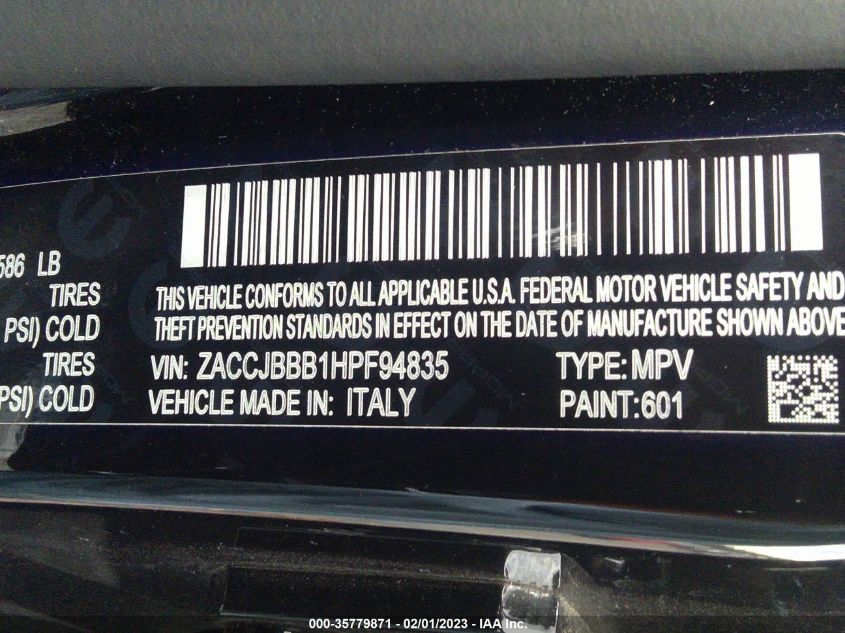 586 LB
TIRES
PSI) COLD
TIRES
PSI) COLD
THIS VEHICLE CONFORMS TO ALL APPLICABLE U.S.A. FEDERAL MOTOR VEHICLE SAFETY AND
THEFT PREVENTION STANDARDS IN EFFECT ON THE DATE OF MANUFACTURE SHOWN ABOVE
VIN: ZACCJBBB1HPF94835 TYPE: MPV
VEHICLE MADE IN: ITALY PAINT:601
000-35779871 - 02/01/2023 - © IAA Inc.